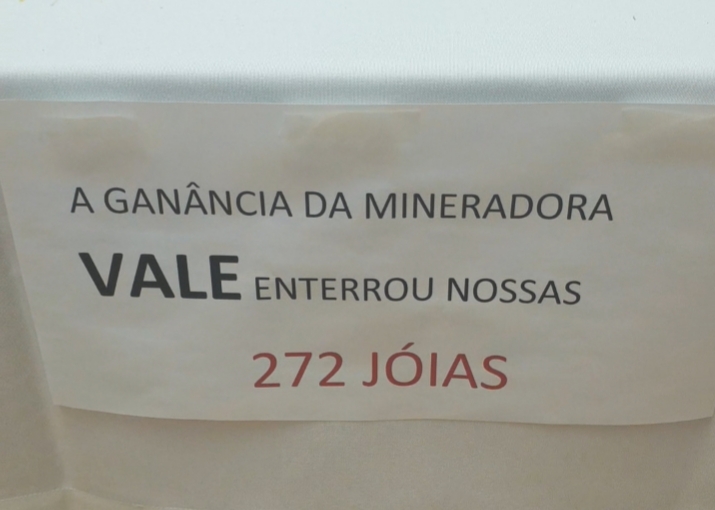 A GANÂNCIA DA MINERADORA
VALE ENTERROU NOSSAS
272 JÓIAS